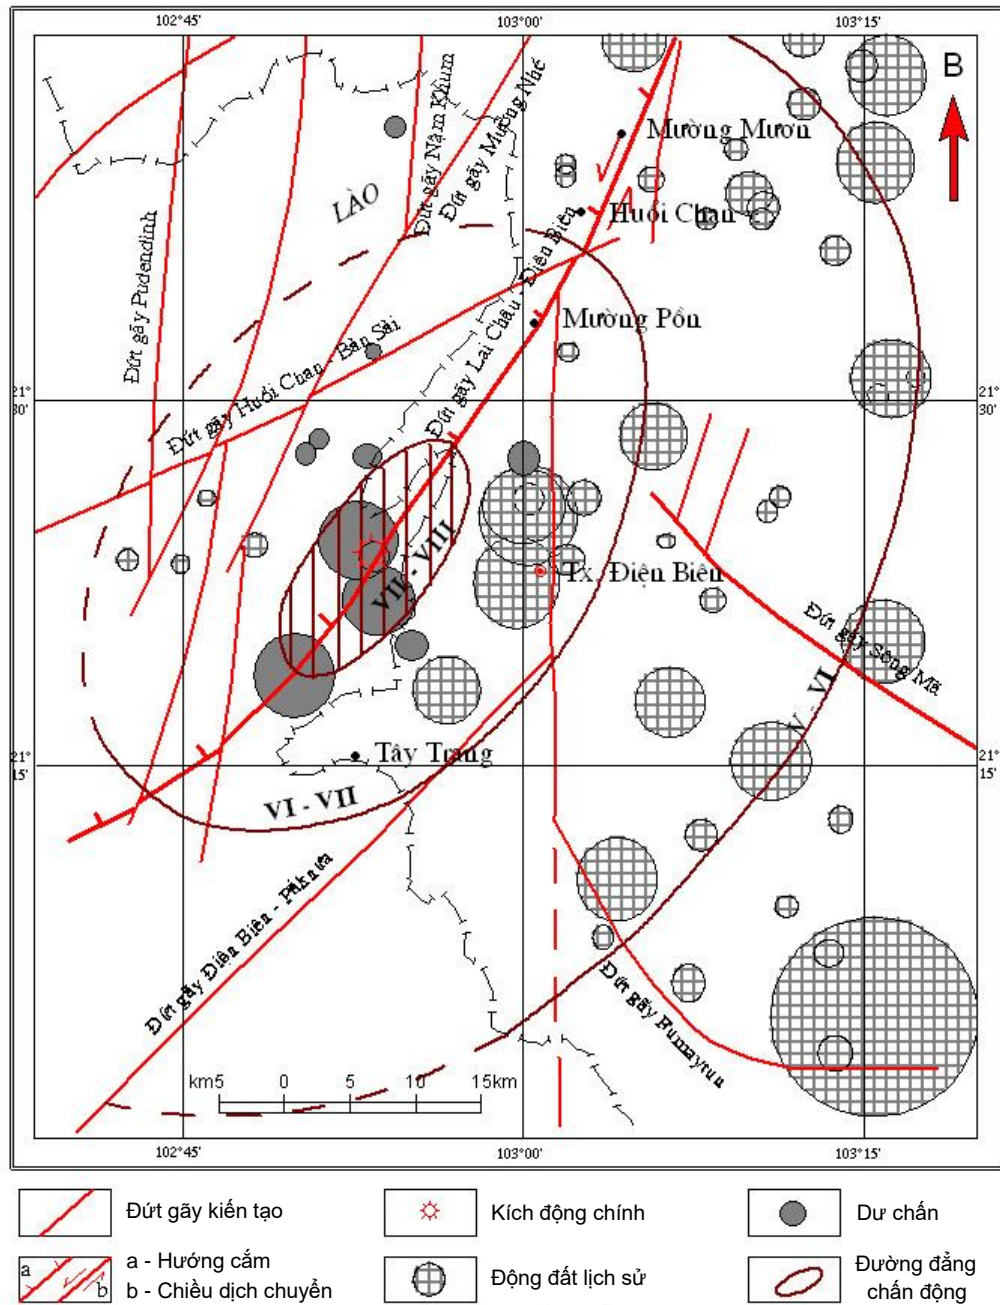 102°45' 103°00' 103°15'
B
Mường Mươn
Đứt gãy Nậm Khum
Đứt gãy Mường Nhé
LÀO
Huổi Chan
Đứt gãy Pudendinh
Đứt gãy Lai Châu - Điện Biên
Mường Pồn
Đứt gãy Huổi Chan - Bản Sải
21°
30'
21°
30'
VII - VIII
Tx. Điện Biên
Đứt gãy Sông Mã
V - VI
Tây Trang
21°
15'
21°
15'
VI - VII
Đứt gãy Điện Biên -
Đứt gãy Fumaytun
km5 0 5 10 15km
102°45' 103°00' 103°15'
Đứt gãy kiến tạo
Kích động chính
Dư chấn
a
b
a - Hướng cắm
b - Chiều dịch chuyển
Động đất lịch sử
Đường đẳng
chấn động